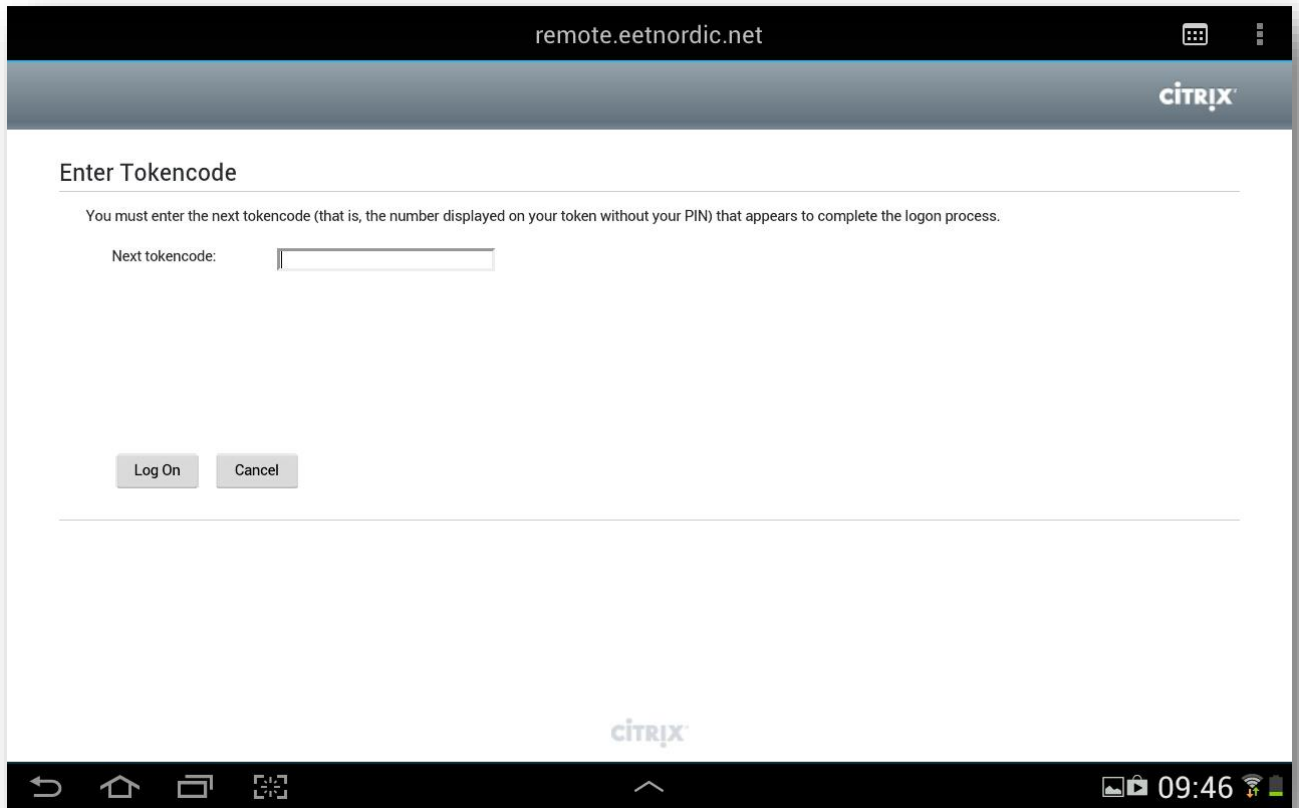 remote.eetnordic.net
CITRIX
Enter Tokencode
You must enter the next tokencode (that is, the number displayed on your token without your PIN) that appears to complete the logon process.
Next tokencode:
Log On Cancel
CITRIX
09:46